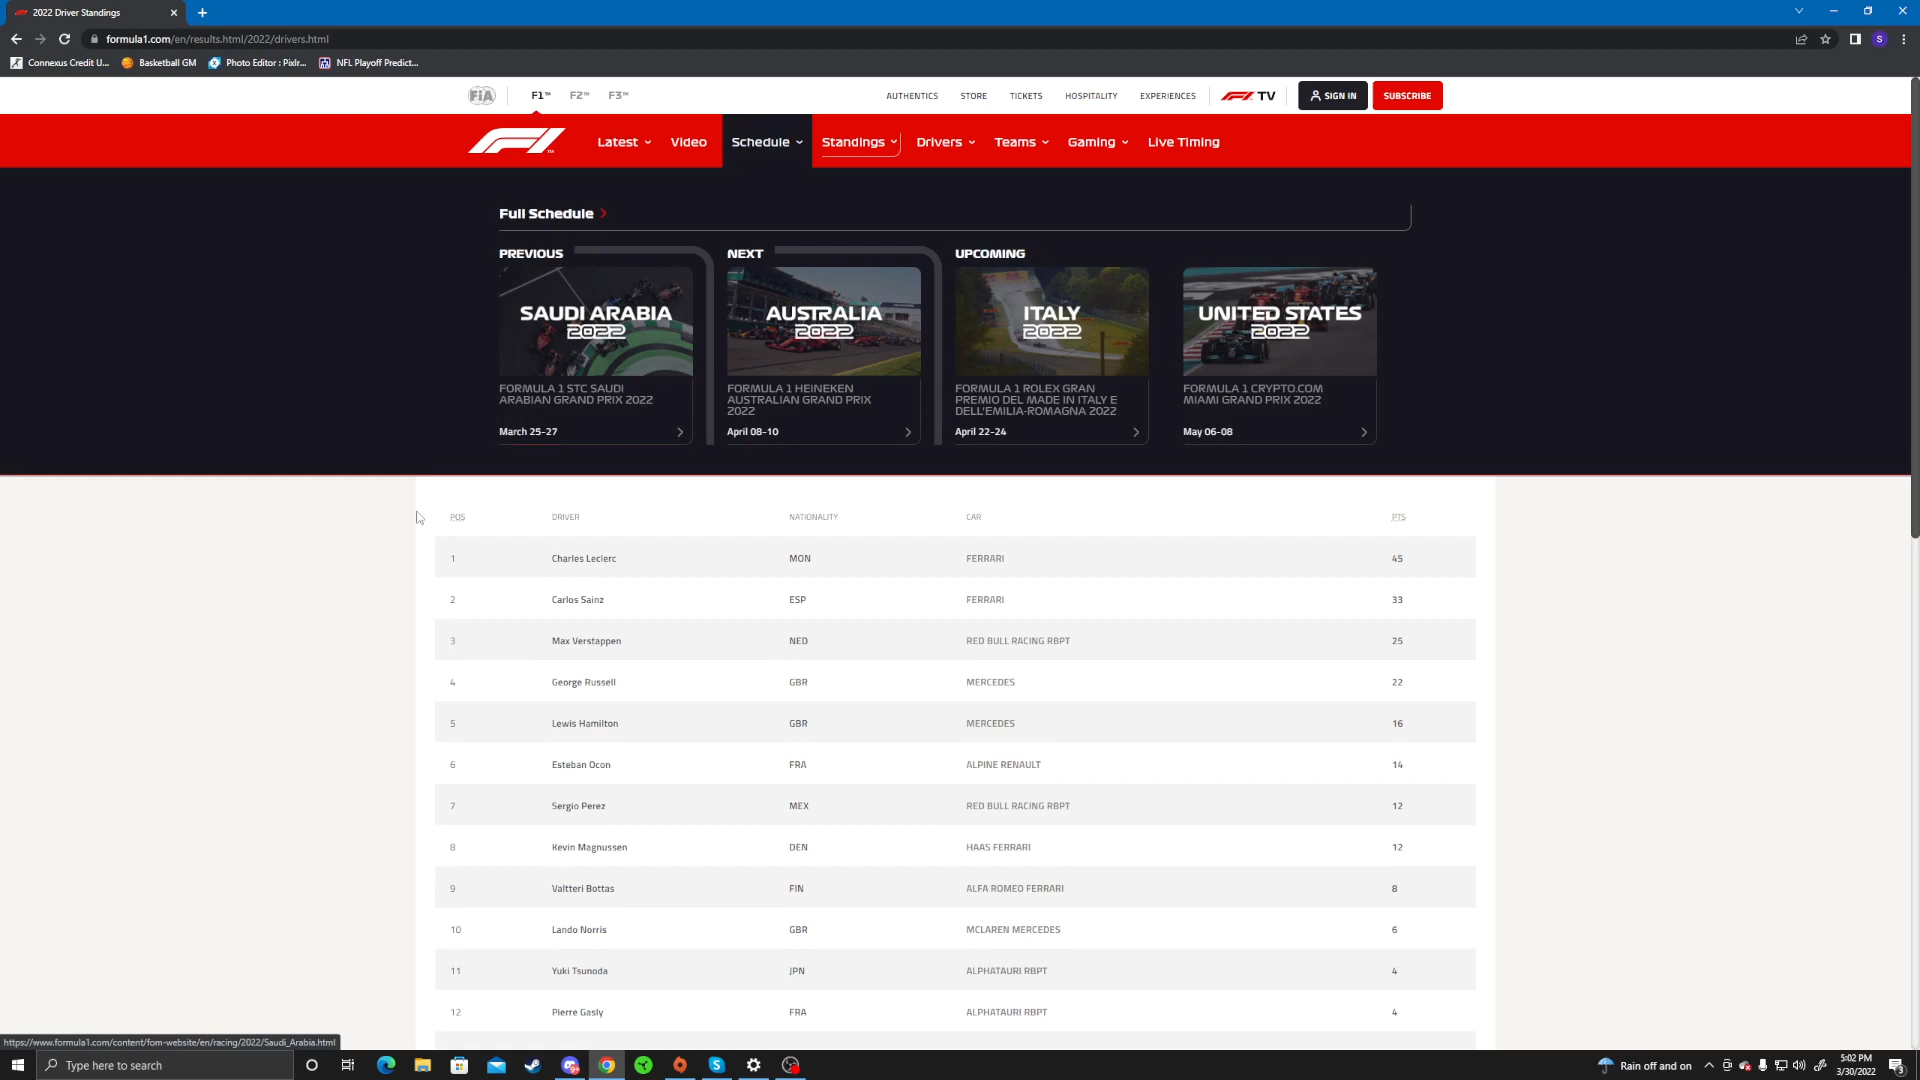 2022 Driver Standings
formula1.com/en/results.html/2022/drivers.html
S
Connexus Credit U...
Basketball GM
Photo Editor : Pixlr...
NFL Playoff Predict...
FIA
F1™ F2™ F3™
AUTHENTICS STORE TICKETS HOSPITALITY EXPERIENCES
F1 TV
SIGN IN
SUBSCRIBE
F1
Latest Video Schedule Standings Drivers Teams Gaming Live Timing
Full Schedule
PREVIOUS
SAUDI ARABIA
2022
FORMULA 1 STC SAUDI
ARABIAN GRAND PRIX 2022
March 25-27
NEXT
AUSTRALIA
2022
FORMULA 1 HEINEKEN
AUSTRALIAN GRAND PRIX
2022
April 08-10
UPCOMING
ITALY
2022
FORMULA 1 ROLEX GRAN
PREMIO DEL MADE IN ITALY E
DELL'EMILIA-ROMAGNA 2022
April 22-24
UNITED STATES
2022
FORMULA 1 CRYPTO.COM
MIAMI GRAND PRIX 2022
May 06-08
POS DRIVER NATIONALITY CAR PTS
1 Charles Leclerc MON FERRARI 45
2 Carlos Sainz ESP FERRARI 33
3 Max Verstappen NED RED BULL RACING RBPT 25
4 George Russell GBR MERCEDES 22
5 Lewis Hamilton GBR MERCEDES 16
6 Esteban Ocon FRA ALPINE RENAULT 14
7 Sergio Perez MEX RED BULL RACING RBPT 12
8 Kevin Magnussen DEN HAAS FERRARI 12
9 Valtteri Bottas FIN ALFA ROMEO FERRARI 8
10 Lando Norris GBR MCLAREN MERCEDES 6
11 Yuki Tsunoda JPN ALPHATAURI RBPT 4
12 Pierre Gasly FRA ALPHATAURI RBPT 4
https://www.formula1.com/content/fom-website/en/racing/2022/Saudi_Arabia.html
Type here to search
Rain off and on
5:02 PM
3/30/2022
3